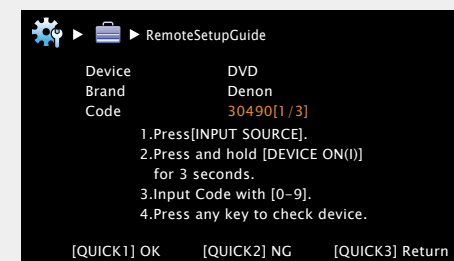 RemoteSetupGuide
Device DVD
Brand Denon
Code 30490[1/3]
1.Press[INPUT SOURCE].
2.Press and hold [DEVICE ON(I)]
for 3 seconds.
3.Input Code with [0–9].
4.Press any key to check device.
[QUICK1] OK [QUICK2] NG [QUICK3] Return